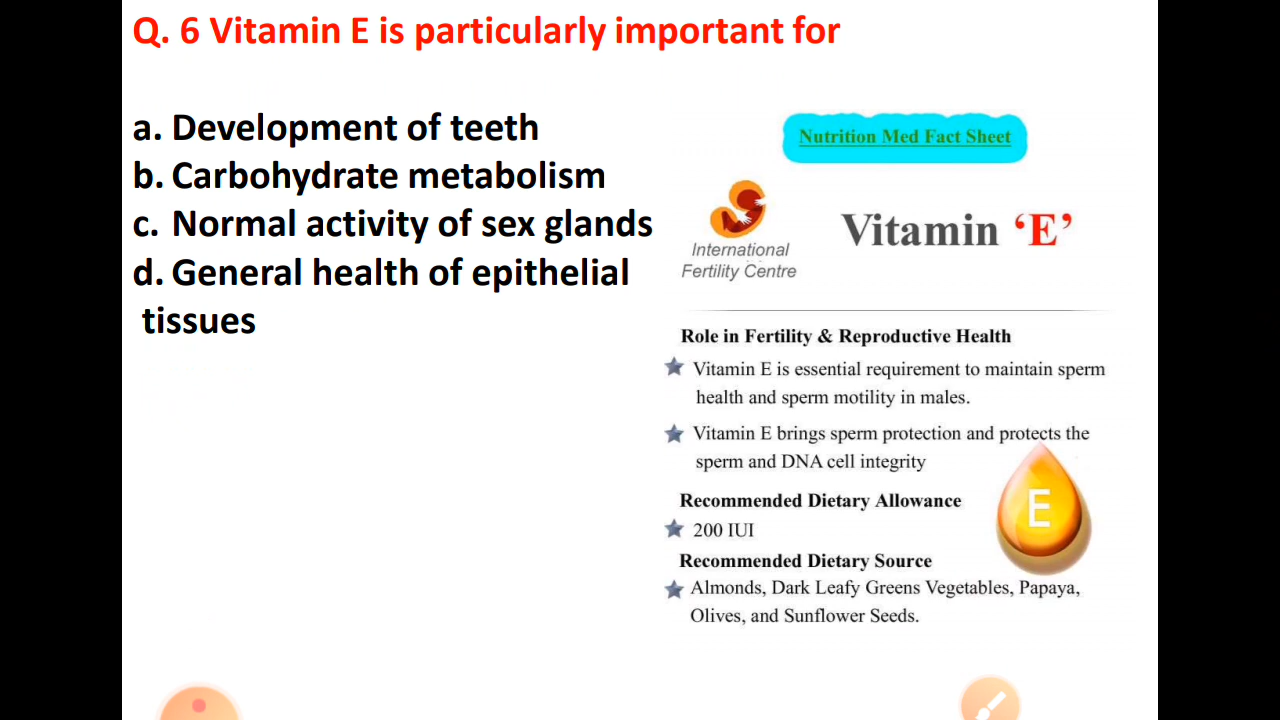 Q. 6 Vitamin E is particularly important for
a. Development of teeth
b. Carbohydrate metabolism
c. Normal activity of sex glands
d. General health of epithelial
tissues
Nutrition Med Fact Sheet
International
Fertility Centre
Vitamin ‘E’
Role in Fertility & Reproductive Health
Vitamin E is essential requirement to maintain sperm
health and sperm motility in males.
Vitamin E brings sperm protection and protects the
sperm and DNA cell integrity
Recommended Dietary Allowance
200 IUI
E
Recommended Dietary Source
Almonds, Dark Leafy Greens Vegetables, Papaya,
Olives, and Sunflower Seeds.